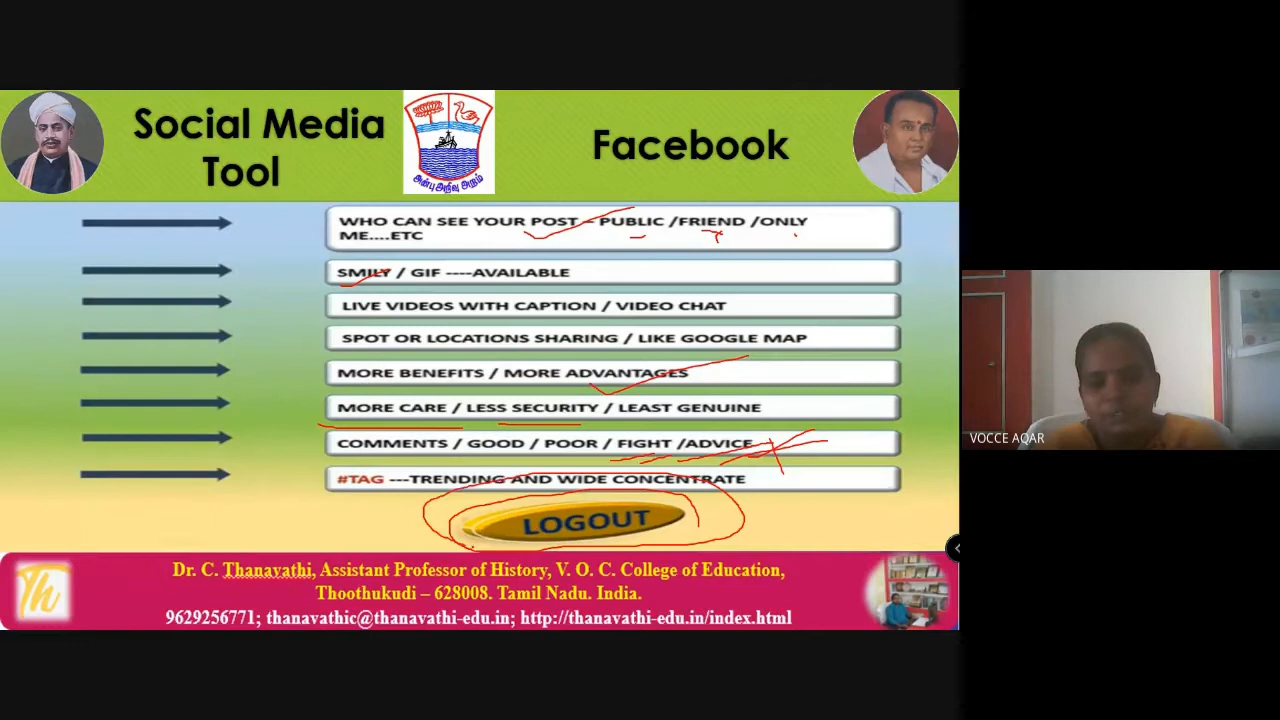 Social Media
Tool
Facebook
அன்பு அறிவு அருள்
WHO CAN SEE YOUR POST – PUBLIC /FRIEND /ONLY
ME....ETC
SMILY / GIF ----AVAILABLE
LIVE VIDEOS WITH CAPTION / VIDEO CHAT
SPOT OR LOCATIONS SHARING / LIKE GOOGLE MAP
MORE BENEFITS / MORE ADVANTAGES
MORE CARE / LESS SECURITY / LEAST GENUINE
COMMENTS / GOOD / POOR / FIGHT /ADVICE
#TAG ---TRENDING AND WIDE CONCENTRATE
LOGOUT
VOCCE AQAR
Th
Dr. C. Thanavathi, Assistant Professor of History, V. O. C. College of Education,
Thoothukudi – 628008. Tamil Nadu. India.
9629256771; thanavathic@thanavathi-edu.in; http://thanavathi-edu.in/index.html